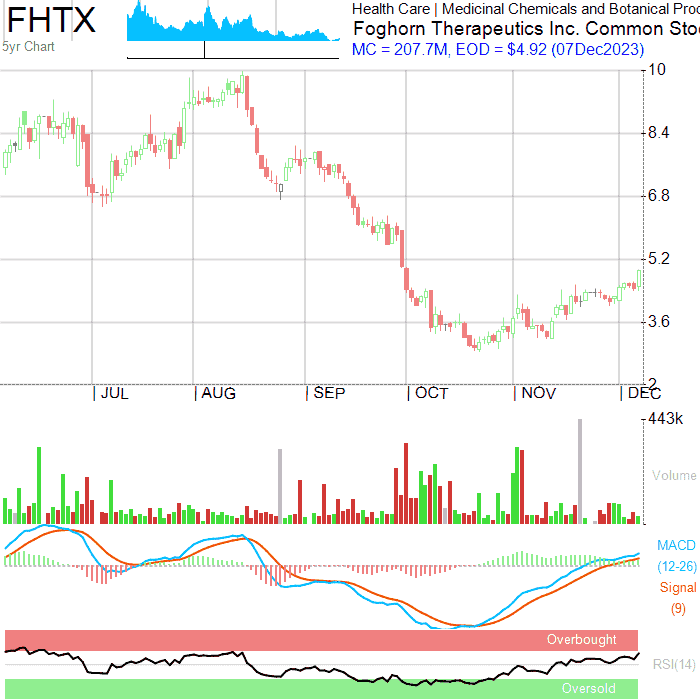 FHTX
5yr Chart
Health Care | Medicinal Chemicals and Botanical Proc
Foghorn Therapeutics Inc. Common Sto
MC = 207.7M, EOD = $4.92 (07Dec2023)
10
8.4
6.8
5.2
3.6
2
JUL AUG SEP OCT NOV DEC
443k
Volume
MACD
(12-26)
Signal
(9)
Overbought
RSI(14)
Oversold